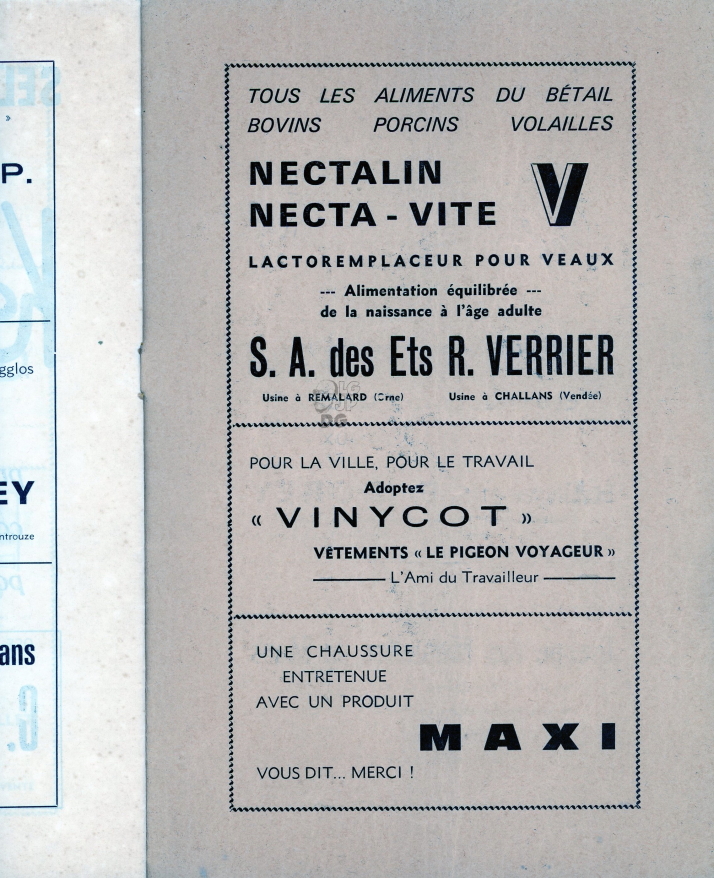 »
P.
gglos
EY
ntrouze
ans
TOUS LES ALIMENTS DU BÉTAIL
BOVINS PORCINS VOLAILLES
NECTALIN
NECTA - VITE
V
LACTOREMPLACEUR POUR VEAUX
--- Alimentation équilibrée ---
de la naissance à l'âge adulte
S. A. des Ets R. VERRIER
Usine à REMALARD (Orne) Usine à CHALLANS (Vendée)
POUR LA VILLE, POUR LE TRAVAIL
Adoptez
« VINYCOT »
VÊTEMENTS « LE PIGEON VOYAGEUR »
L'Ami du Travailleur
UNE CHAUSSURE
ENTRETENUE
AVEC UN PRODUIT
MAXI
VOUS DIT... MERCI !